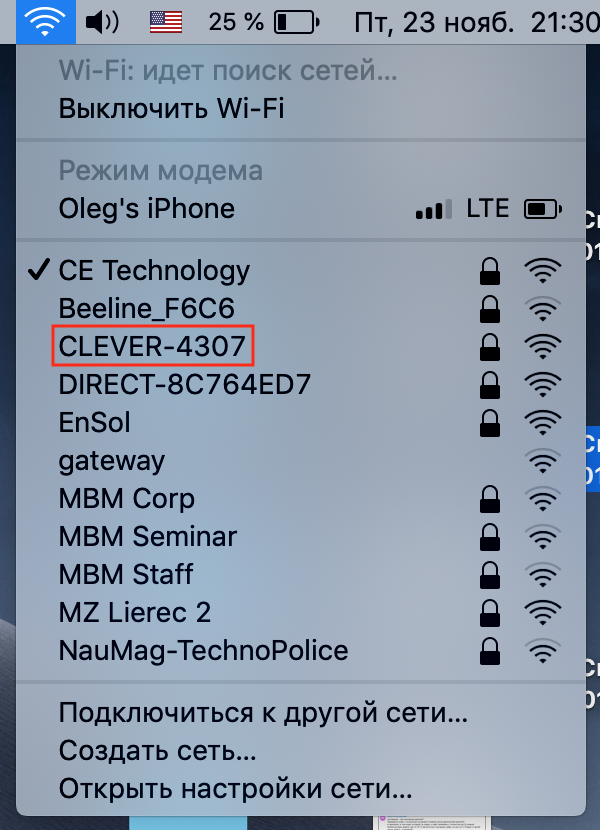 25 % Пт, 23 нояб. 21:30
Wi-Fi: идет поиск сетей...
Выключить Wi-Fi
Режим модема
Oleg's iPhone LTE
CE Technology
Beeline_F6C6
CLEVER-4307
DIRECT-8C764ED7
EnSol
gateway
MBM Corp
MBM Seminar
MBM Staff
MZ Lierec 2
NauMag-TechnoPolice
Подключиться к другой сети...
Создать сеть...
Открыть настройки сети...